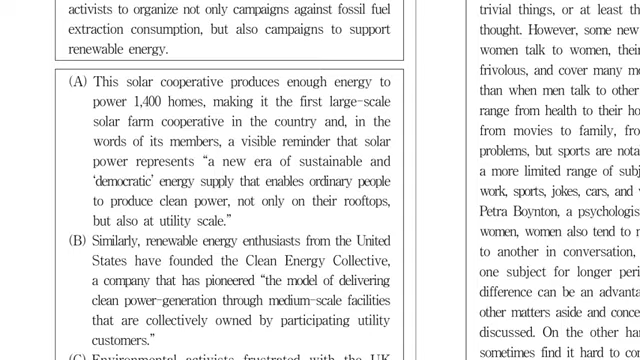 activists to organize not only campaigns against fossil fuel
extraction consumption, but also campaigns to support
renewable energy.
(A) This solar cooperative produces enough energy to
power 1,400 homes, making it the first large-scale
solar farm cooperative in the country and, in the
words of its members, a visible reminder that solar
power represents “a new era of sustainable and
‘democratic’ energy supply that enables ordinary people
to produce clean power, not only on their rooftops,
but also at utility scale.”
(B) Similarly, renewable energy enthusiasts from the United
States have founded the Clean Energy Collective,
a company that has pioneered “the model of delivering
clean power-generation through medium-scale facilities
that are collectively owned by participating utility
customers.”
(C) Environmental activists frustrated with the UK
trivial things, or at least th
thought. However, some new
women talk to women, their
frivolous, and cover many mo
than when men talk to other
range from health to their ho
from movies to family, fro
problems, but sports are nota
a more limited range of subj
work, sports, jokes, cars, and
Petra Boynton, a psychologis
women, women also tend to m
to another in conversation,
one subject for longer peri
difference can be an advanta
other matters aside and conce
discussed. On the other han
sometimes find it hard to con